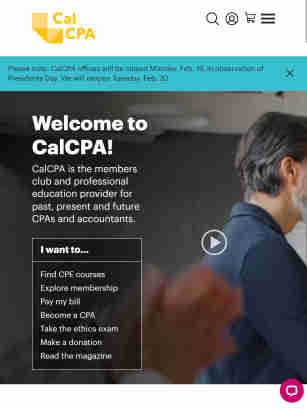 Cal
CPA
Please note: CalCPA offices will be closed Monday, Feb. 19, in observation of
Presidents Day. We will reopen Tuesday, Feb. 20.
Welcome to
CalCPA!
CalCPA is the members
club and professional
education provider for
past, present and future
CPAs and accountants.
I want to...
Find CPE courses
Explore membership
Pay my bill
Become a CPA
Take the ethics exam
Make a donation
Read the magazine